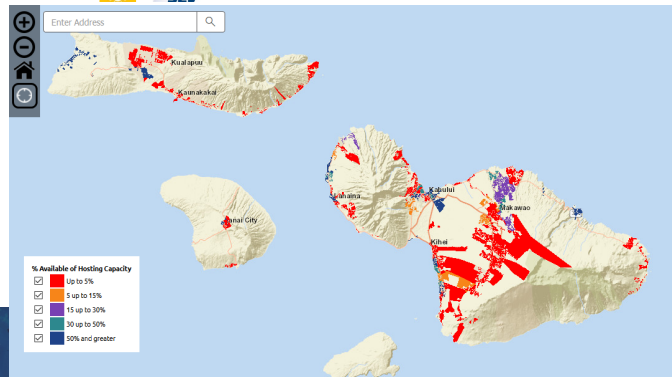 Enter Address
Kualapuu
Kaunakakai
Lahaina
Kahului
Makawao
Lanai City
Kihei
% Available of Hosting Capacity
Up to 5%
5 up to 15%
15 up to 30%
30 up to 50%
50% and greater